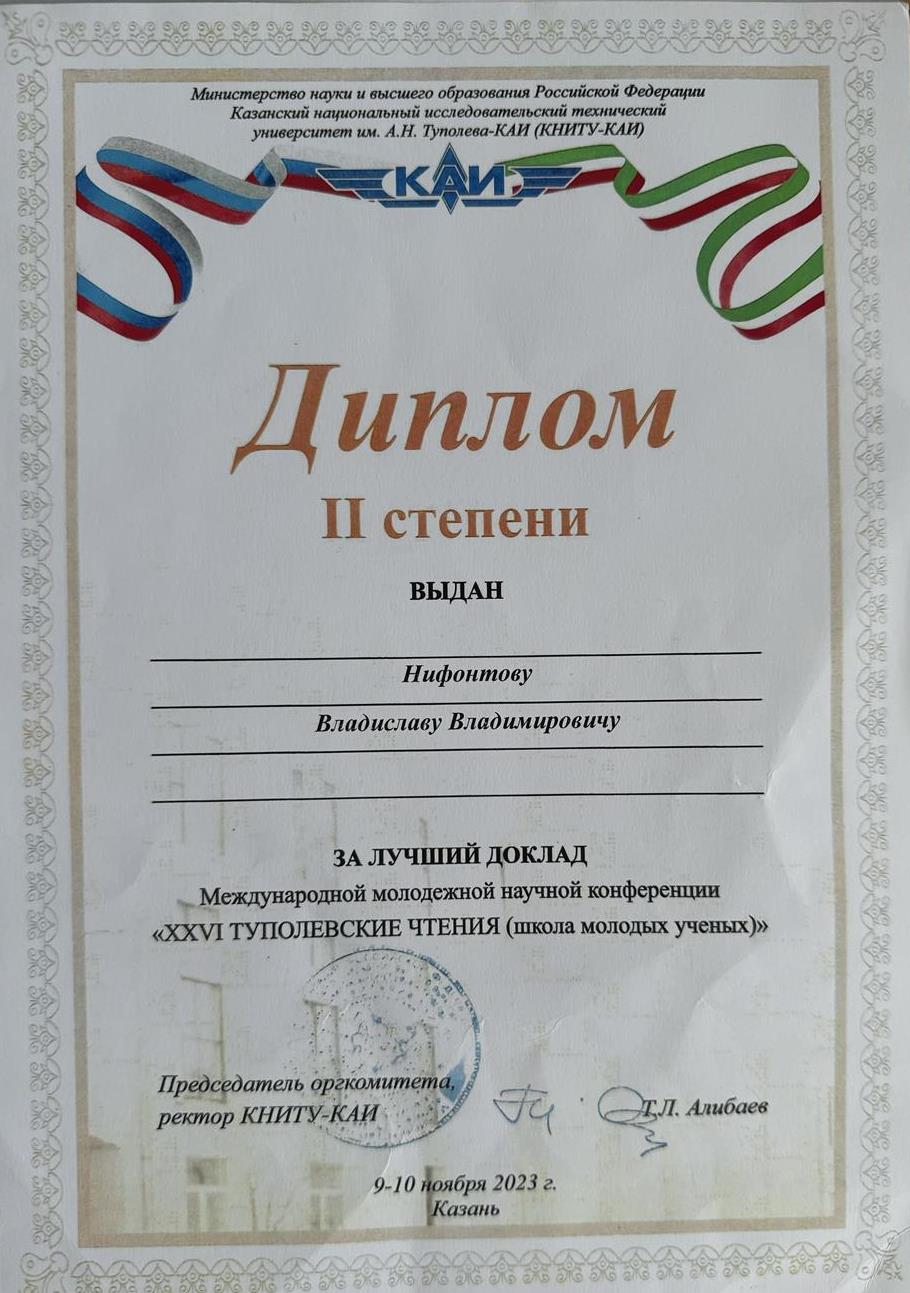 Министерство науки и высшего образования Российской Федерации
Казанский национальный исследовательский технический
университет им. А.Н. Туполева-КАИ (КНИТУ-КАИ)
КАИ
Диплом
II степени
ВЫДАН
Нифонтову
Владиславу Владимировичу
ЗА ЛУЧШИЙ ДОКЛАД
Международной молодежной научной конференции
«XXVI ТУПОЛЕВСКИЕ ЧТЕНИЯ (школа молодых ученых)»
Председатель оргкомитета,
ректор КНИТУ-КАИ
Т.Л. Алибаев
9-10 ноября 2023 г.
Казань